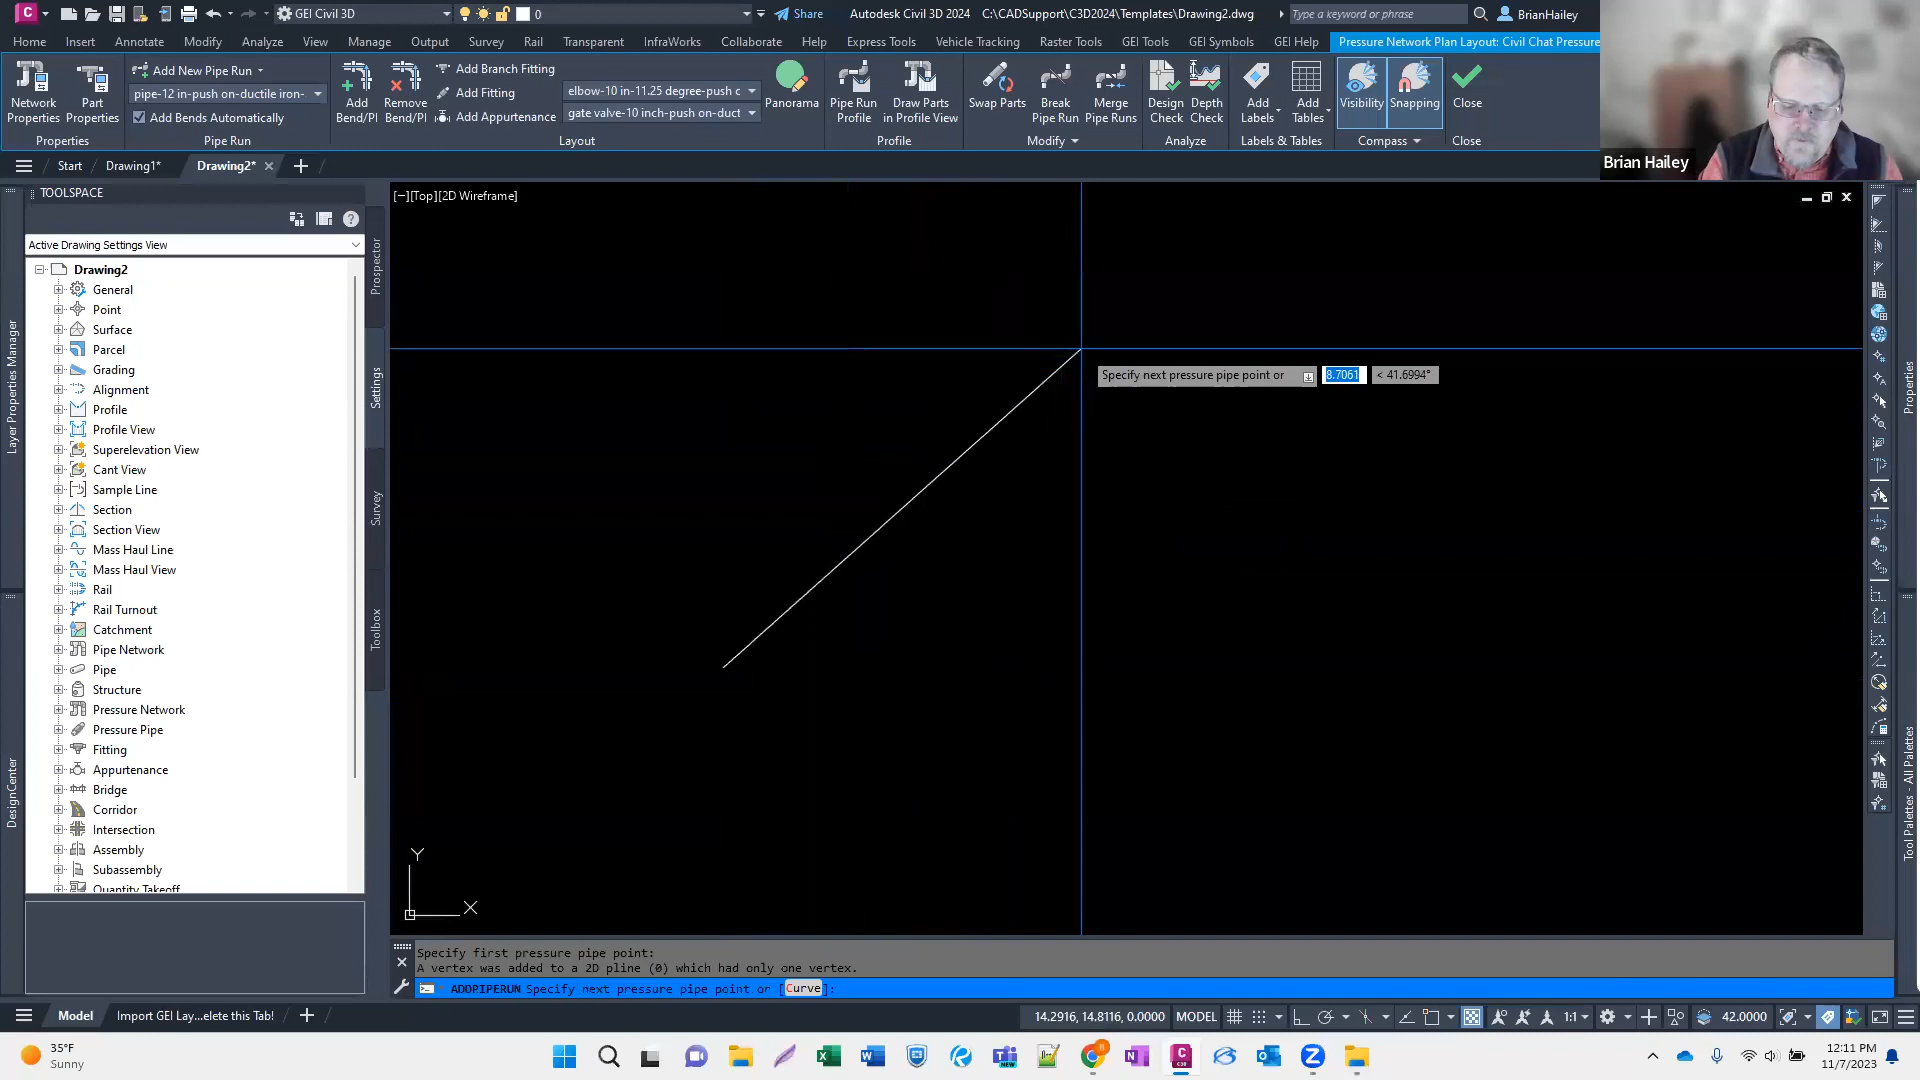 GEI Civil 3D
0
Share
Autodesk Civil 3D 2024
C:\CADSupport\C3D2024\Templates\Drawing2.dwg
Type a keyword or phrase
BrianHailey
Home Insert Annotate Modify Analyze View Manage Output Survey Rail Transparent InfraWorks Collaborate Help Express Tools Vehicle Tracking Raster Tools GEI Tools GEI Symbols GEI Help Pressure Network Plan Layout: Civil Chat Pressure
Network Properties
Part Properties
Properties
Add New Pipe Run
pipe-12 in-push on-ductile iron-
Add Bends Automatically
Pipe Run
Add Bend/PI
Remove Bend/PI
Add Branch Fitting
Add Fitting
Add Appurtenance
elbow-10 in-11.25 degree-push c
gate valve-10 inch-push on-duct
Layout
Panorama
Pipe Run Profile
Draw Parts in Profile View
Profile
Swap Parts
Break Pipe Run
Merge Pipe Runs
Modify
Design Check
Depth Check
Analyze
Add Labels
Add Tables
Labels & Tables
Visibility
Snapping
Compass
Close
Close
Brian Hailey
Start
Drawing1*
Drawing2*
TOOLSPACE
[−][Top][2D Wireframe]
Active Drawing Settings View
Drawing2
General
Point
Surface
Parcel
Grading
Alignment
Profile
Profile View
Superelevation View
Cant View
Sample Line
Section
Section View
Mass Haul Line
Mass Haul View
Rail
Rail Turnout
Catchment
Pipe Network
Pipe
Structure
Pressure Network
Pressure Pipe
Fitting
Appurtenance
Bridge
Corridor
Intersection
Assembly
Subassembly
Quantity Takeoff
Prospector
Settings
Survey
Toolbox
Layer Properties Manager
DesignCenter
Properties
Tool Palettes - All Palettes
Specify next pressure pipe point or
8.7061
< 41.6994°
Y
X
Specify first pressure pipe point:
A vertex was added to a 2D pline (0) which had only one vertex.
ADDPIPERUN Specify next pressure pipe point or [Curve]:
Model
Import GEI Lay...elete this Tab!
14.2916, 14.8116, 0.0000
MODEL
1:1
42.0000
35°F
Sunny
12:11 PM
11/7/2023